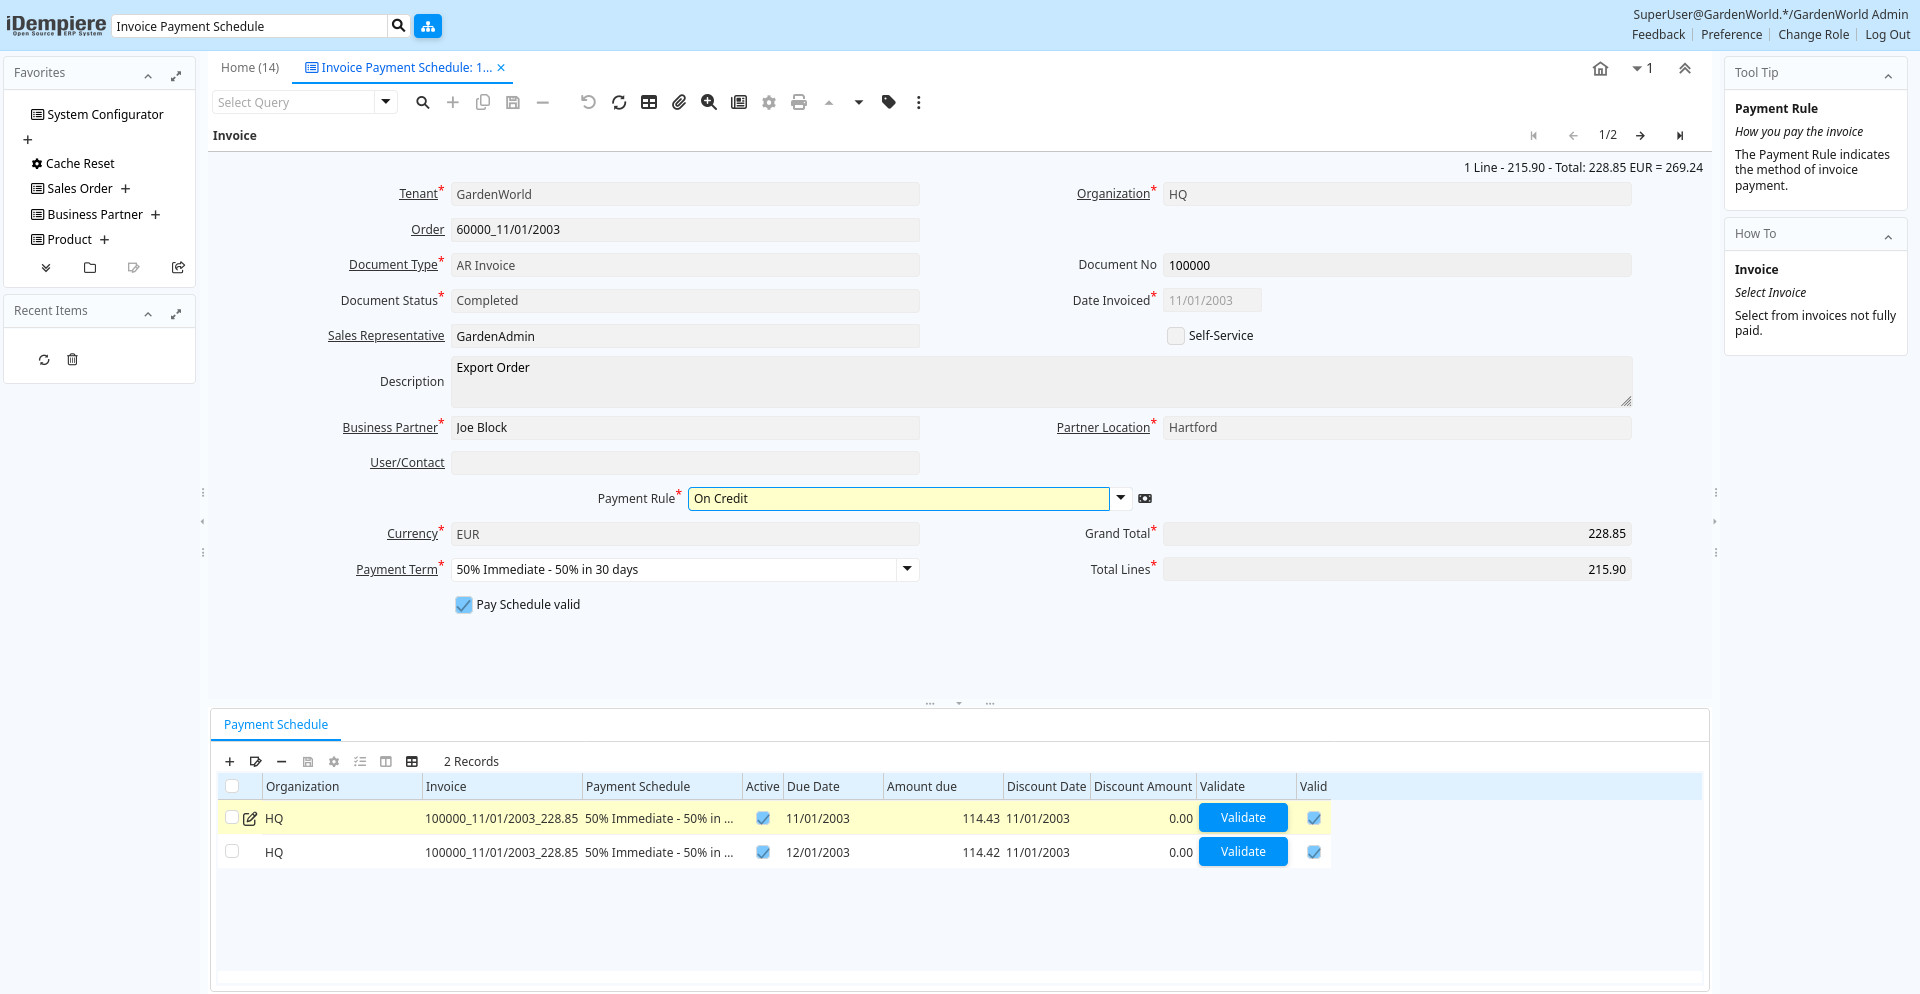 iDempiere
Open Source ERP System
Invoice Payment Schedule
SuperUser@GardenWorld.*/GardenWorld Admin
Feedback
Preference
Change Role
Log Out
Favorites
System Configurator
Cache Reset
Sales Order
Business Partner
Product
Recent Items
Home (14)
Invoice Payment Schedule: 1...
1
Select Query
Invoice
1/2
1 Line - 215.90 - Total: 228.85 EUR = 269.24
Tenant* GardenWorld
Organization* HQ
Order 60000_11/01/2003
Document Type* AR Invoice
Document No 100000
Document Status* Completed
Date Invoiced* 11/01/2003
Sales Representative GardenAdmin
Self-Service
Description Export Order
Business Partner* Joe Block
Partner Location* Hartford
User/Contact
Payment Rule* On Credit
Currency* EUR
Grand Total* 228.85
Payment Term* 50% Immediate - 50% in 30 days
Total Lines* 215.90
Pay Schedule valid
Payment Schedule
2 Records
Organization Invoice Payment Schedule Active Due Date Amount due Discount Date Discount Amount Validate Valid
HQ 100000_11/01/2003_228.85 50% Immediate - 50% in ... 11/01/2003 114.43 11/01/2003 0.00 Validate
HQ 100000_11/01/2003_228.85 50% Immediate - 50% in ... 12/01/2003 114.42 11/01/2003 0.00 Validate
Tool Tip
Payment Rule
How you pay the invoice
The Payment Rule indicates
the method of invoice
payment.
How To
Invoice
Select Invoice
Select from invoices not fully
paid.